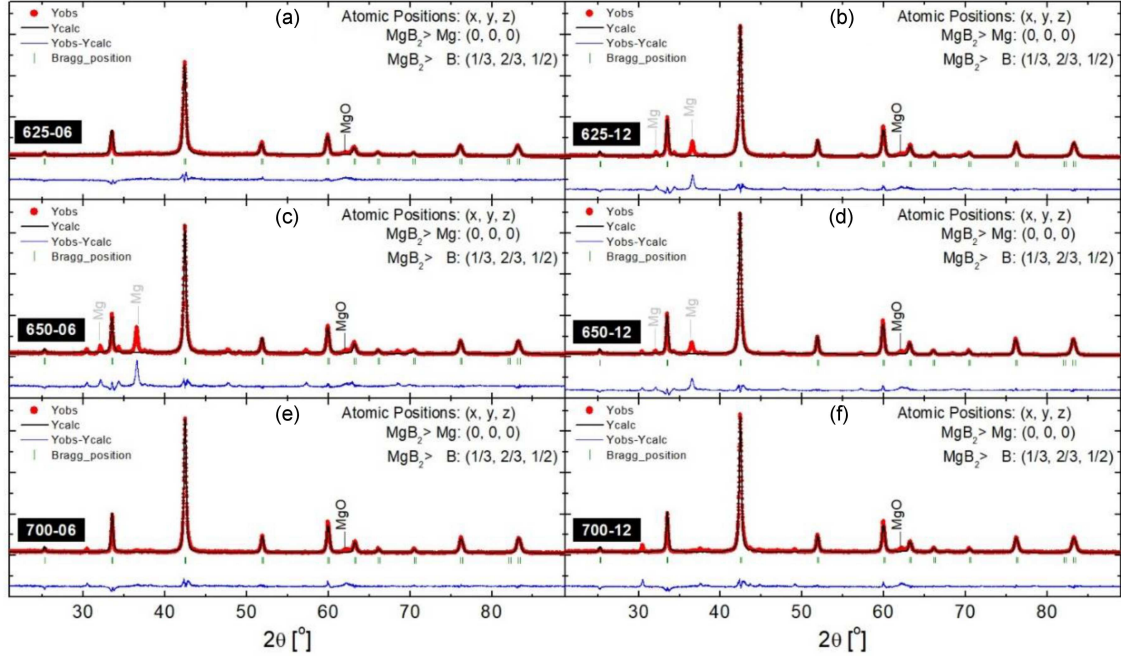 (a)
Yobs
Ycalc
Yobs-Ycalc
Bragg_position
Atomic Positions: (x, y, z)
MgB2> Mg: (0, 0, 0)
MgB2> B: (1/3, 2/3, 1/2)
625-06
MgO
(b)
Yobs
Ycalc
Yobs-Ycalc
Bragg_position
Atomic Positions: (x, y, z)
MgB2> Mg: (0, 0, 0)
MgB2> B: (1/3, 2/3, 1/2)
625-12
Mg
Mg
MgO
(c)
Yobs
Ycalc
Yobs-Ycalc
Bragg_position
Atomic Positions: (x, y, z)
MgB2> Mg: (0, 0, 0)
MgB2> B: (1/3, 2/3, 1/2)
650-06
Mg
Mg
MgO
(d)
Yobs
Ycalc
Yobs-Ycalc
Bragg_position
Atomic Positions: (x, y, z)
MgB2> Mg: (0, 0, 0)
MgB2> B: (1/3, 2/3, 1/2)
650-12
Mg
Mg
MgO
(e)
Yobs
Ycalc
Yobs-Ycalc
Bragg_position
Atomic Positions: (x, y, z)
MgB2> Mg: (0, 0, 0)
MgB2> B: (1/3, 2/3, 1/2)
700-06
MgO
(f)
Yobs
Ycalc
Yobs-Ycalc
Bragg_position
Atomic Positions: (x, y, z)
MgB2> Mg: (0, 0, 0)
MgB2> B: (1/3, 2/3, 1/2)
700-12
MgO
30 40 50 60 70 80
30 40 50 60 70 80
2θ [°]
2θ [°]